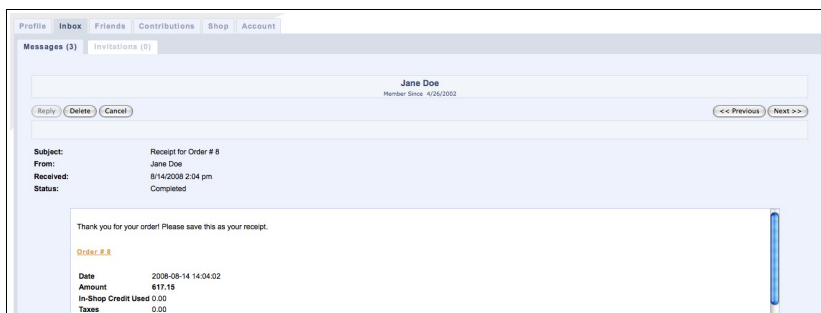 Profile Inbox Friends Contributions Shop Account
Messages (3) Invitations (0)
Jane Doe
Member Since 4/26/2002
Reply Delete Cancel << Previous Next >>
Subject: Receipt for Order # 8
From: Jane Doe
Received: 8/14/2008 2:04 pm
Status: Completed
Thank you for your order! Please save this as your receipt.
Order # 8
Date 2008-08-14 14:04:02
Amount 617.15
In-Shop Credit Used 0.00
Taxes 0.00